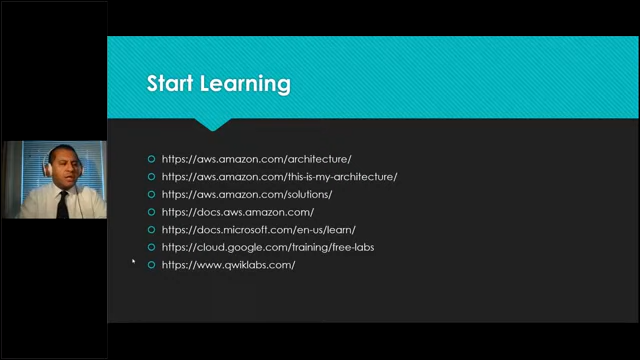 Start Learning
https://aws.amazon.com/architecture/
https://aws.amazon.com/this-is-my-architecture/
https://aws.amazon.com/solutions/
https://docs.aws.amazon.com/
https://docs.microsoft.com/en-us/learn/
https://cloud.google.com/training/free-labs
https://www.qwiklabs.com/